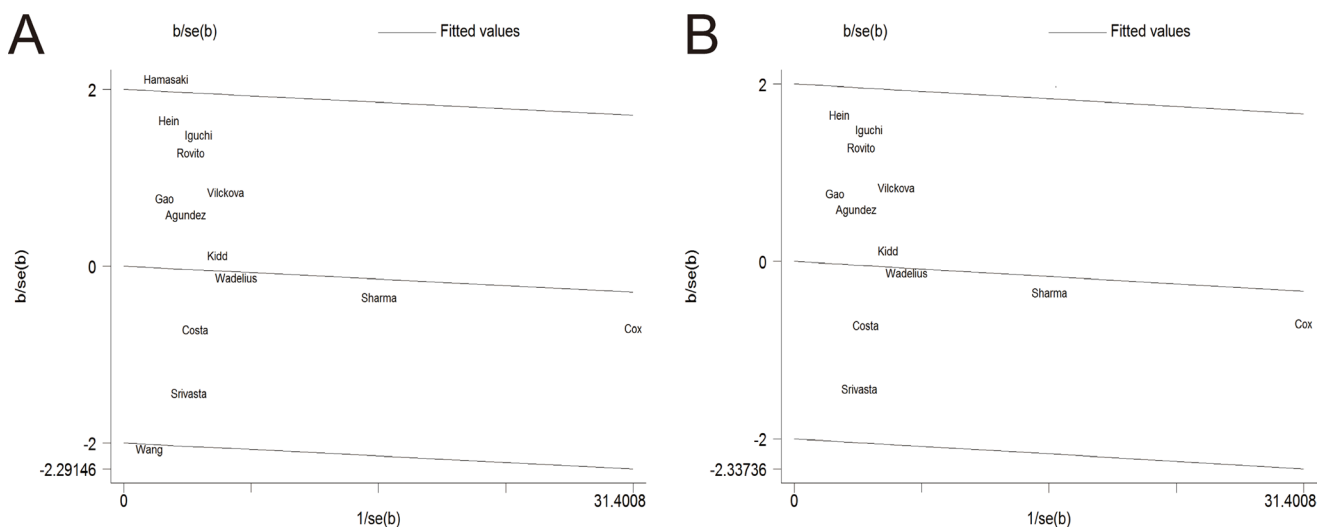 A
b/se(b)
Fitted values
2
Hamasaki
Hein
Iguchi
Rovito
Vilckova
Gao
Agundez
Kidd
0
Wadelius
Sharma
Costa
Cox
Srivasta
-2
Wang
-2.29146
b/se(b)
0
31.4008
1/se(b)
B
b/se(b)
Fitted values
2
Hein
Iguchi
Rovito
Vilckova
Gao
Agundez
Kidd
0
Wadelius
Sharma
Costa
Cox
Srivasta
-2
-2.33736
b/se(b)
0
31.4008
1/se(b)